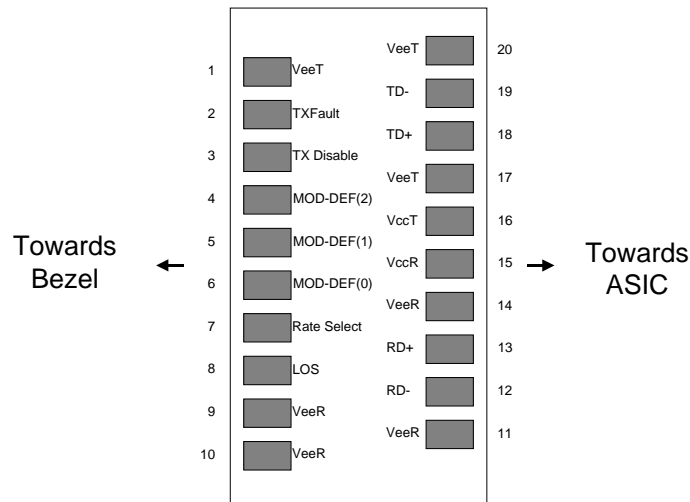 1 VeeT
2 TXFault
3 TX Disable
4 MOD-DEF(2)
5 MOD-DEF(1)
6 MOD-DEF(0)
7 Rate Select
8 LOS
9 VeeR
10 VeeR
VeeT 20
TD- 19
TD+ 18
VeeT 17
VccT 16
VccR 15
VeeR 14
RD+ 13
RD- 12
VeeR 11
Towards
Bezel
Towards
ASIC